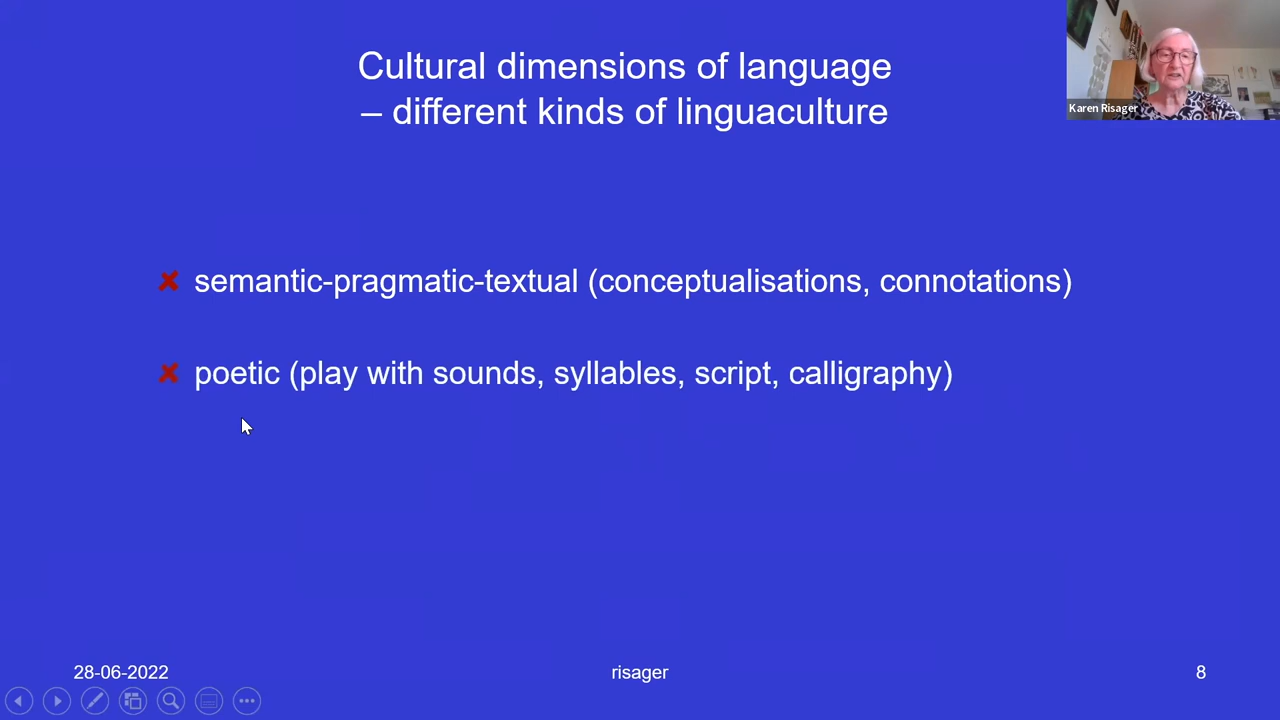 Cultural dimensions of language
– different kinds of linguaculture
Karen Risager
✘ semantic-pragmatic-textual (conceptualisations, connotations)
✘ poetic (play with sounds, syllables, script, calligraphy)
28-06-2022
risager
8